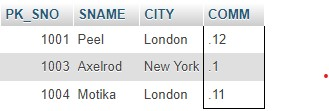 PK_SNO SNAME CITY COMM
1001 Peel London .12
1003 Axelrod New York .1
1004 Motika London .11